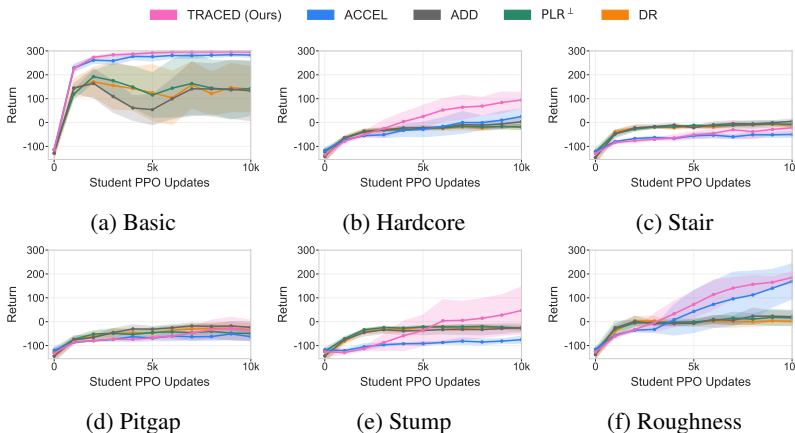 TRACED (Ours) ACCEL ADD PLR⊥ DR
300
200
100
0
-100
Return
0 5k 10k
Student PPO Updates
(a) Basic
300
200
100
0
-100
Return
0 5k 10k
Student PPO Updates
(b) Hardcore
300
200
100
0
-100
Return
0 5k 10k
Student PPO Updates
(c) Stair
300
200
100
0
-100
Return
0 5k 10k
Student PPO Updates
(d) Pitgap
300
200
100
0
-100
Return
0 5k 10k
Student PPO Updates
(e) Stump
300
200
100
0
-100
Return
0 5k 10k
Student PPO Updates
(f) Roughness